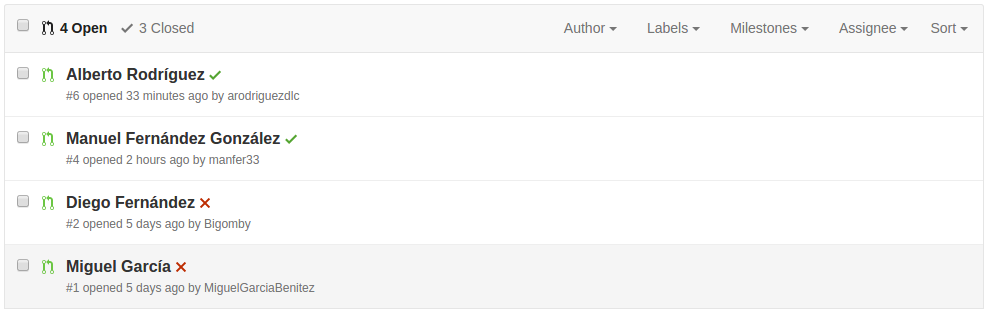 4 Open 3 Closed Author Labels Milestones Assignee Sort
Alberto Rodríguez
#6 opened 33 minutes ago by arodriguezdlc
Manuel Fernández González
#4 opened 2 hours ago by manfer33
Diego Fernández
#2 opened 5 days ago by Bigomby
Miguel García
#1 opened 5 days ago by MiguelGarciaBenitez